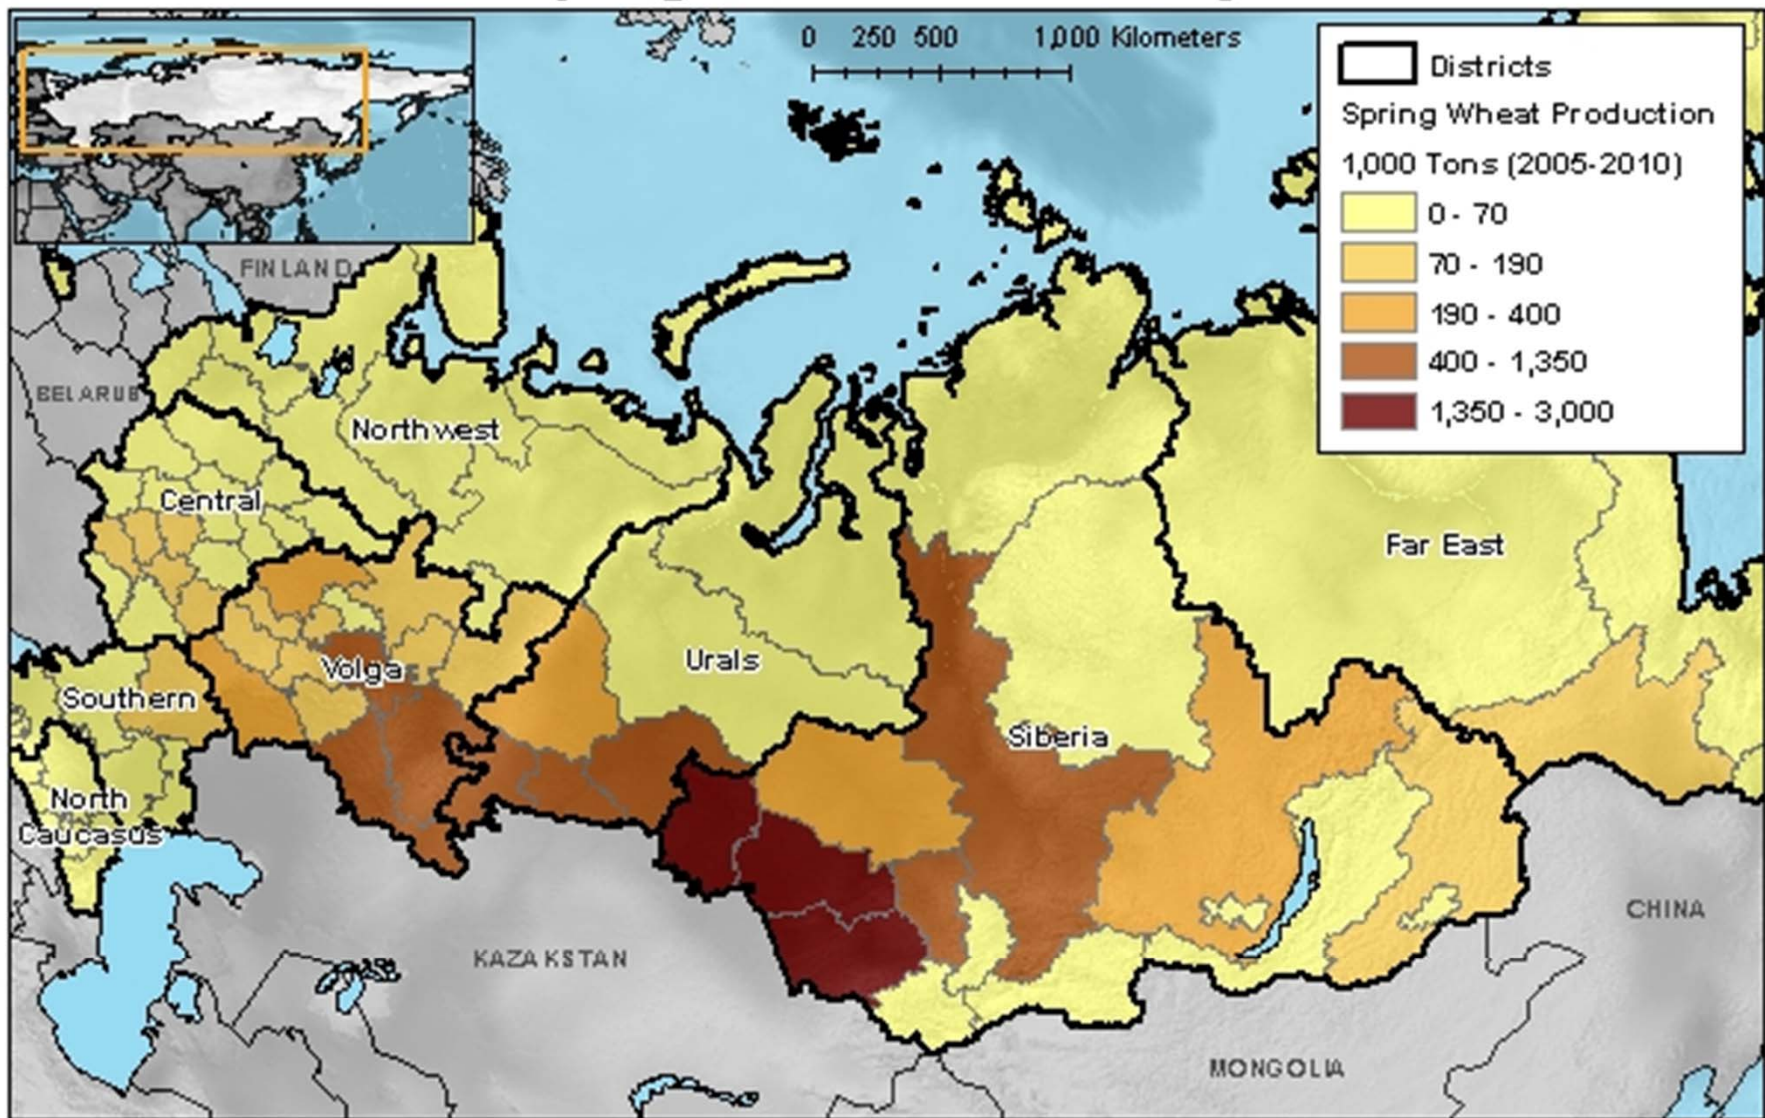 0 250 500 1,000 Kilometers
Districts
Spring Wheat Production
1,000 Tons (2005-2010)
0 - 70
70 - 190
190 - 400
400 - 1,350
1,350 - 3,000
FINLAND
BELARUS
Northwest
Central
Far East
Urals
Volga
Southern
Siberia
North
Caucasus
CHINA
KAZAKSTAN
MONGOLIA